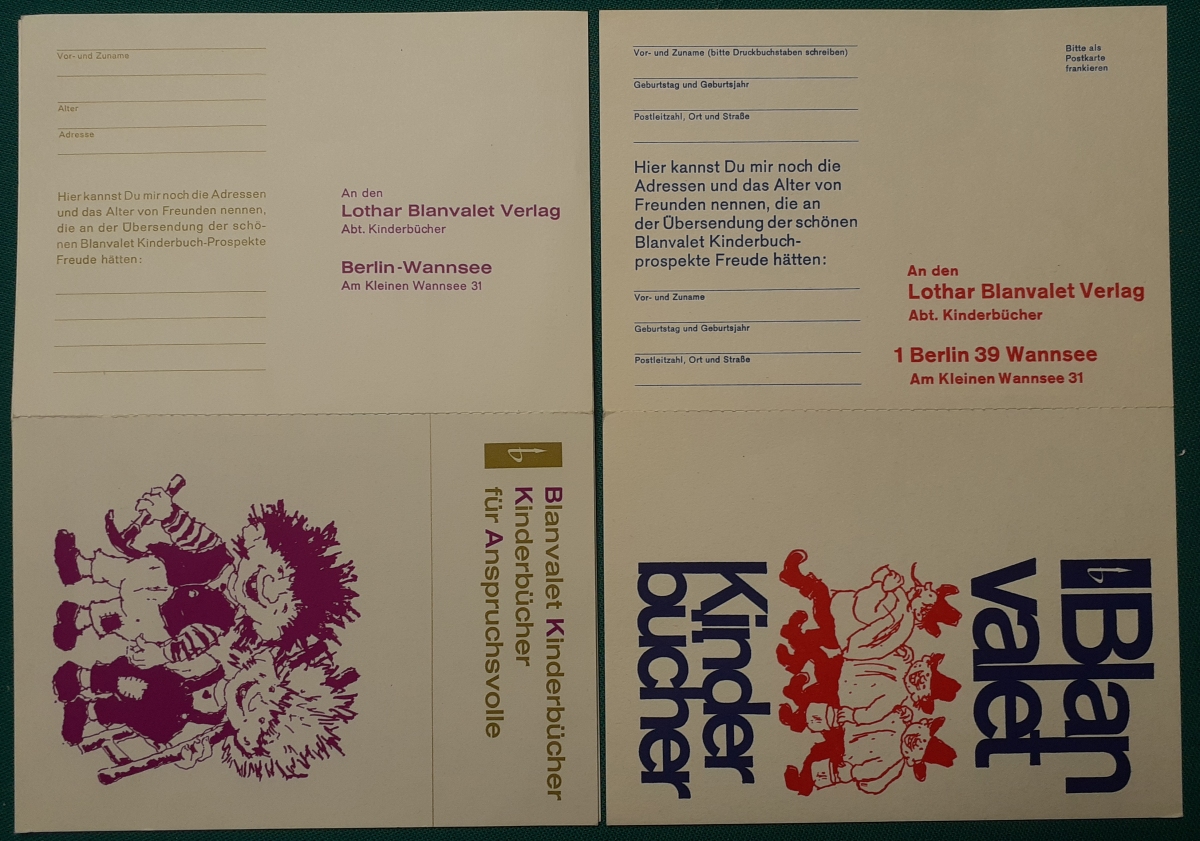 Vor- und Zuname
Alter
Adresse
Hier kannst Du mir noch die Adressen
und das Alter von Freunden nennen,
die an der Übersendung der schö-
nen Blanvalet Kinderbuch-Prospekte
Freude hätten:
An den
Lothar Blanvalet Verlag
Abt. Kinderbücher
Berlin-Wannsee
Am Kleinen Wannsee 31
b
Blanvalet Kinderbücher
Kinderbücher
für Anspruchsvolle
Vor- und Zuname (bitte Druckbuchstaben schreiben)
Geburtstag und Geburtsjahr
Postleitzahl, Ort und Straße
Bitte als
Postkarte
frankieren
Hier kannst Du mir noch die
Adressen und das Alter von
Freunden nennen, die an
der Übersendung der schönen
Blanvalet Kinderbuch-
prospekte Freude hätten:
Vor- und Zuname
Geburtstag und Geburtsjahr
Postleitzahl, Ort und Straße
An den
Lothar Blanvalet Verlag
Abt. Kinderbücher
1 Berlin 39 Wannsee
Am Kleinen Wannsee 31
b
Blan
valet
Kinder
bücher